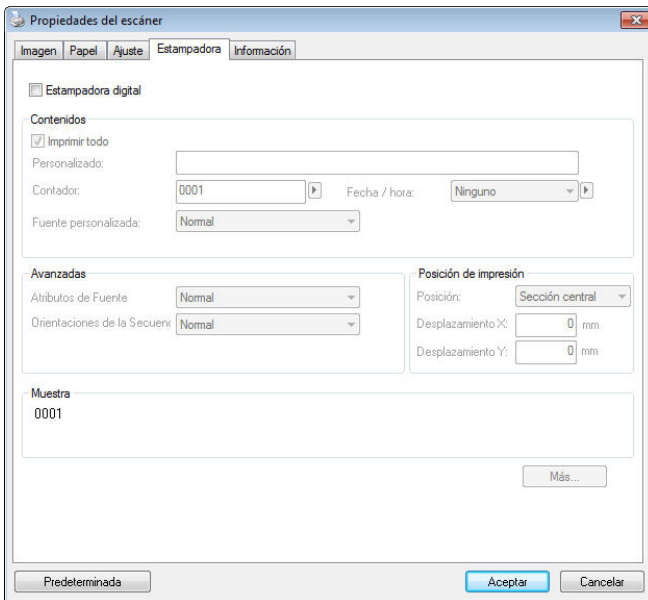 Propiedades del escáner
Imagen Papel Ajuste Estampadora Información
Estampadora digital
Contenidos
Imprimir todo
Personalizado:
Contador: 0001 Fecha / hora: Ninguno
Fuente personalizada: Normal
Avanzadas
Atributos de Fuente Normal
Orientaciones de la Secuenc Normal
Posición de impresión
Posición: Sección central
Desplazamiento X: 0 mm
Desplazamiento Y: 0 mm
Muestra
0001
Más...
Predeterminada Aceptar Cancelar